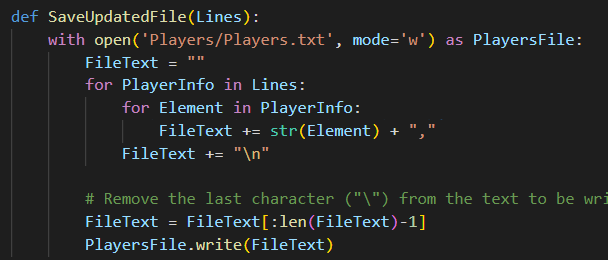 def SaveUpdatedFile(Lines):
    with open('Players/Players.txt', mode='w') as PlayersFile:
        FileText = ""
        for PlayerInfo in Lines:
            for Element in PlayerInfo:
                FileText += str(Element) + ","
            FileText += "\n"

        # Remove the last character ("\") from the text to be wri
        FileText = FileText[:len(FileText)-1]
        PlayersFile.write(FileText)